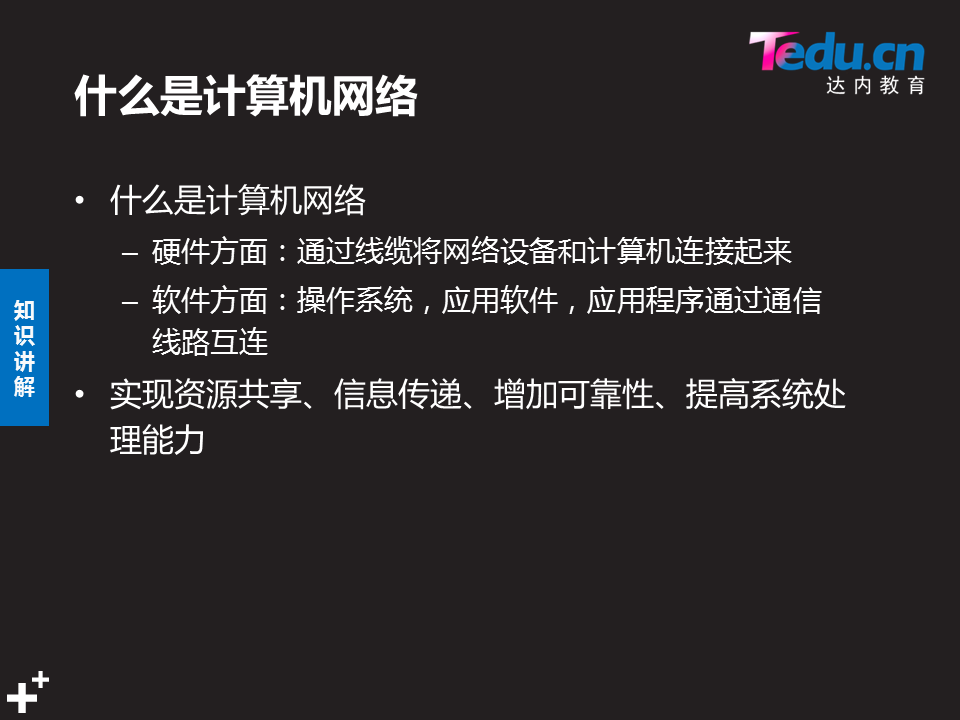 Tedu.cn
达内教育
什么是计算机网络
• 什么是计算机网络
– 硬件方面：通过线缆将网络设备和计算机连接起来
– 软件方面：操作系统，应用软件，应用程序通过通信
线路互连
• 实现资源共享、信息传递、增加可靠性、提高系统处
理能力
知
识
讲
解